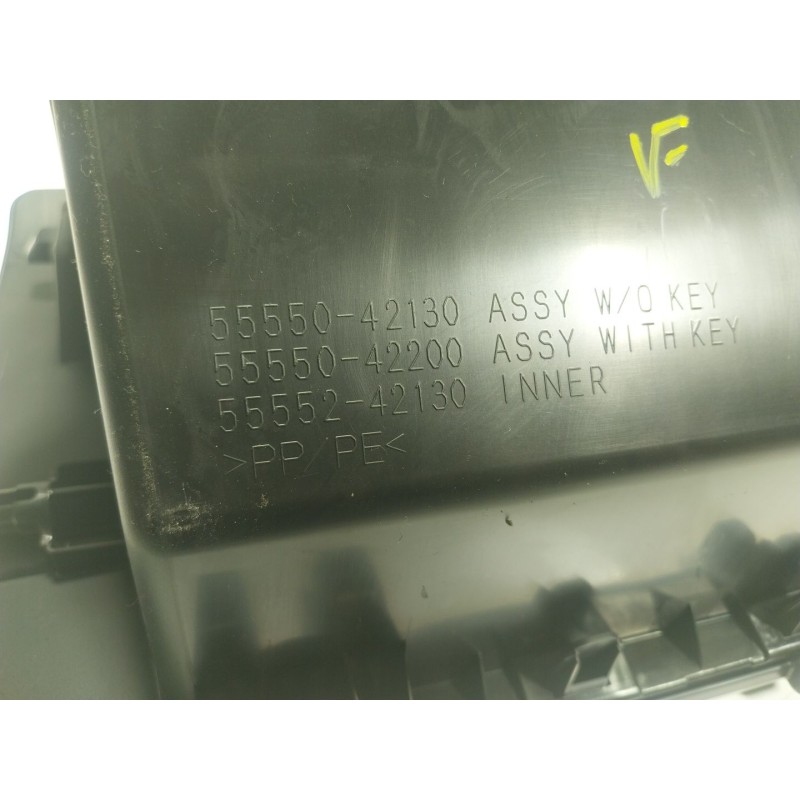 VF
55550-42130 ASSY W/O KEY
55550-42200 ASSY WITH KEY
55552-42130 INNER
>PP/PE<